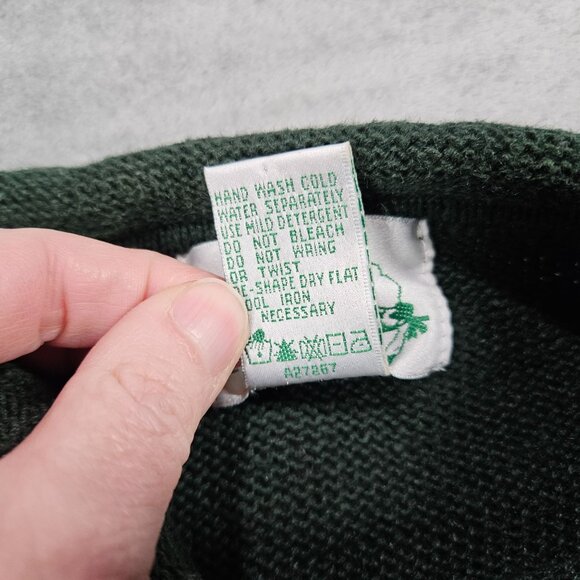 HAND WASH COLD
WATER SEPARATELY
USE MILD DETERGENT
DO NOT BLEACH
DO NOT WRING
OR TWIST
E-SHAPE DRY FLAT
OOL IRON
NECESSARY
A27267